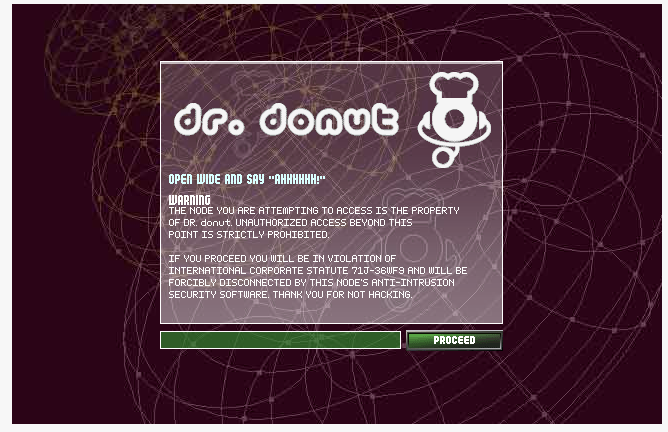 dr. donut
OPEN WIDE AND SAY "AHHHHHH!"
WARNING
THE NODE YOU ARE ATTEMPTING TO ACCESS IS THE PROPERTY
OF DR. donut. UNAUTHORIZED ACCESS BEYOND THIS
POINT IS STRICTLY PROHIBITED.
IF YOU PROCEED YOU WILL BE IN VIOLATION OF
INTERNATIONAL CORPORATE STATUTE 71J-36WF9 AND WILL BE
FORCIBLY DISCONNECTED BY THIS NODE'S ANTI-INTRUSION
SECURITY SOFTWARE. THANK YOU FOR NOT HACKING.
PROCEED